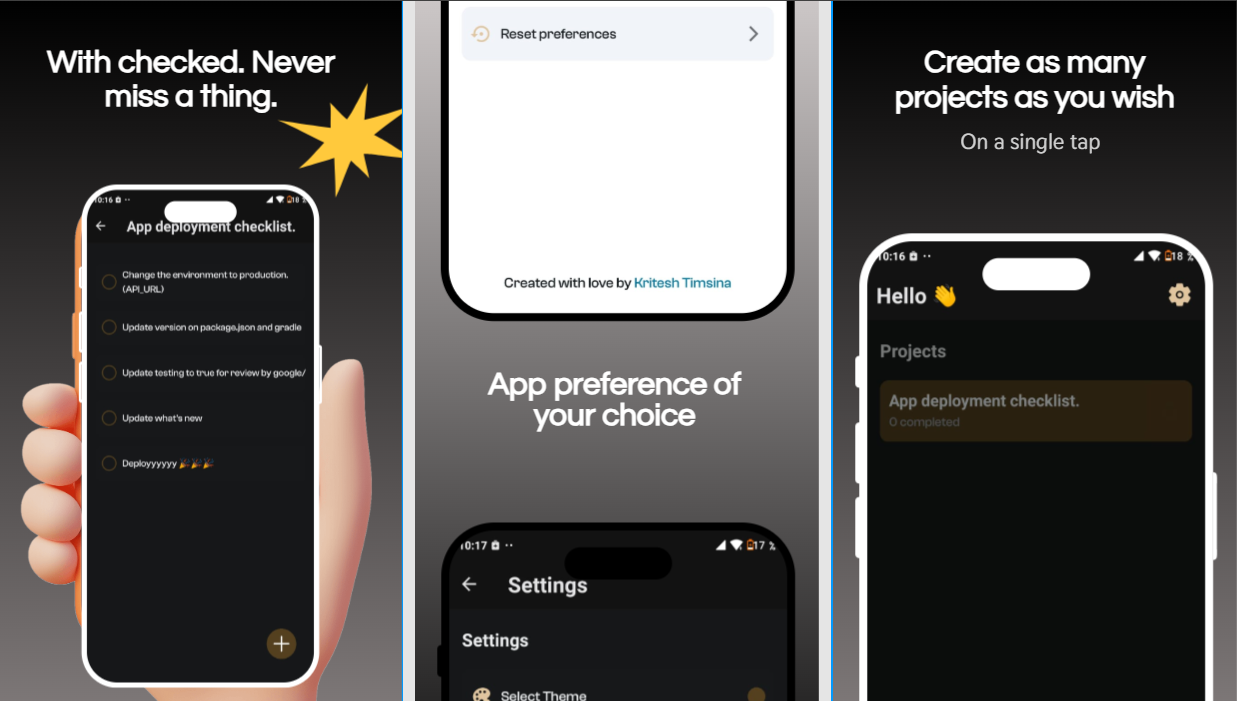 With checked. Never
miss a thing.
10:16
18 %
App deployment checklist.
Change the environment to production.
(API_URL)
Update version on package.json and gradle
Update testing to true for review by google/
Update what's new
Deployyyyyy 🎉🎉🎉
Reset preferences
Created with love by Kritesh Timsina
App preference of
your choice
10:17
17 %
Settings
Settings
Select Theme
Create as many
projects as you wish
On a single tap
10:16
18 %
Hello 👋
Projects
App deployment checklist.
0 completed